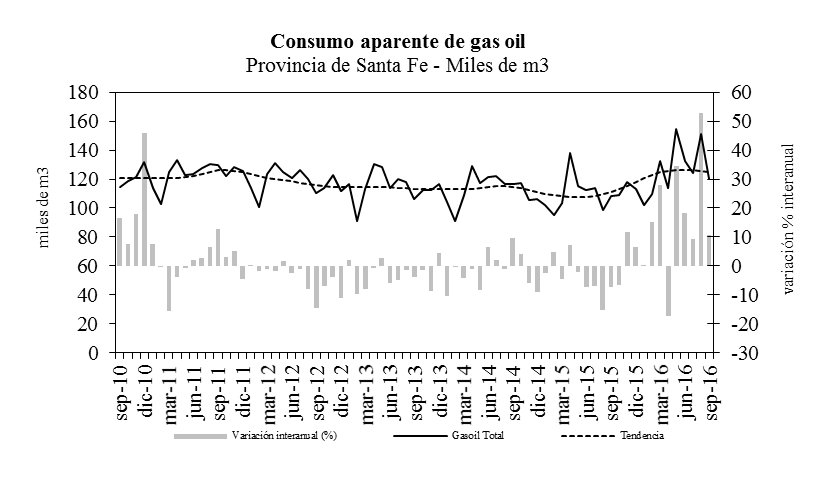 Consumo aparente de gas oil
Provincia de Santa Fe - Miles de m3
180
160
140
120
100
80
60
40
20
0
miles de m3
60
50
40
30
20
10
0
-10
-20
-30
variación % interanual
sep-10
dic-10
mar-11
jun-11
sep-11
dic-11
mar-12
jun-12
sep-12
dic-12
mar-13
jun-13
sep-13
dic-13
mar-14
jun-14
sep-14
dic-14
mar-15
jun-15
sep-15
dic-15
mar-16
jun-16
sep-16
Variación interanual (%)
Gasoil Total
Tendencia